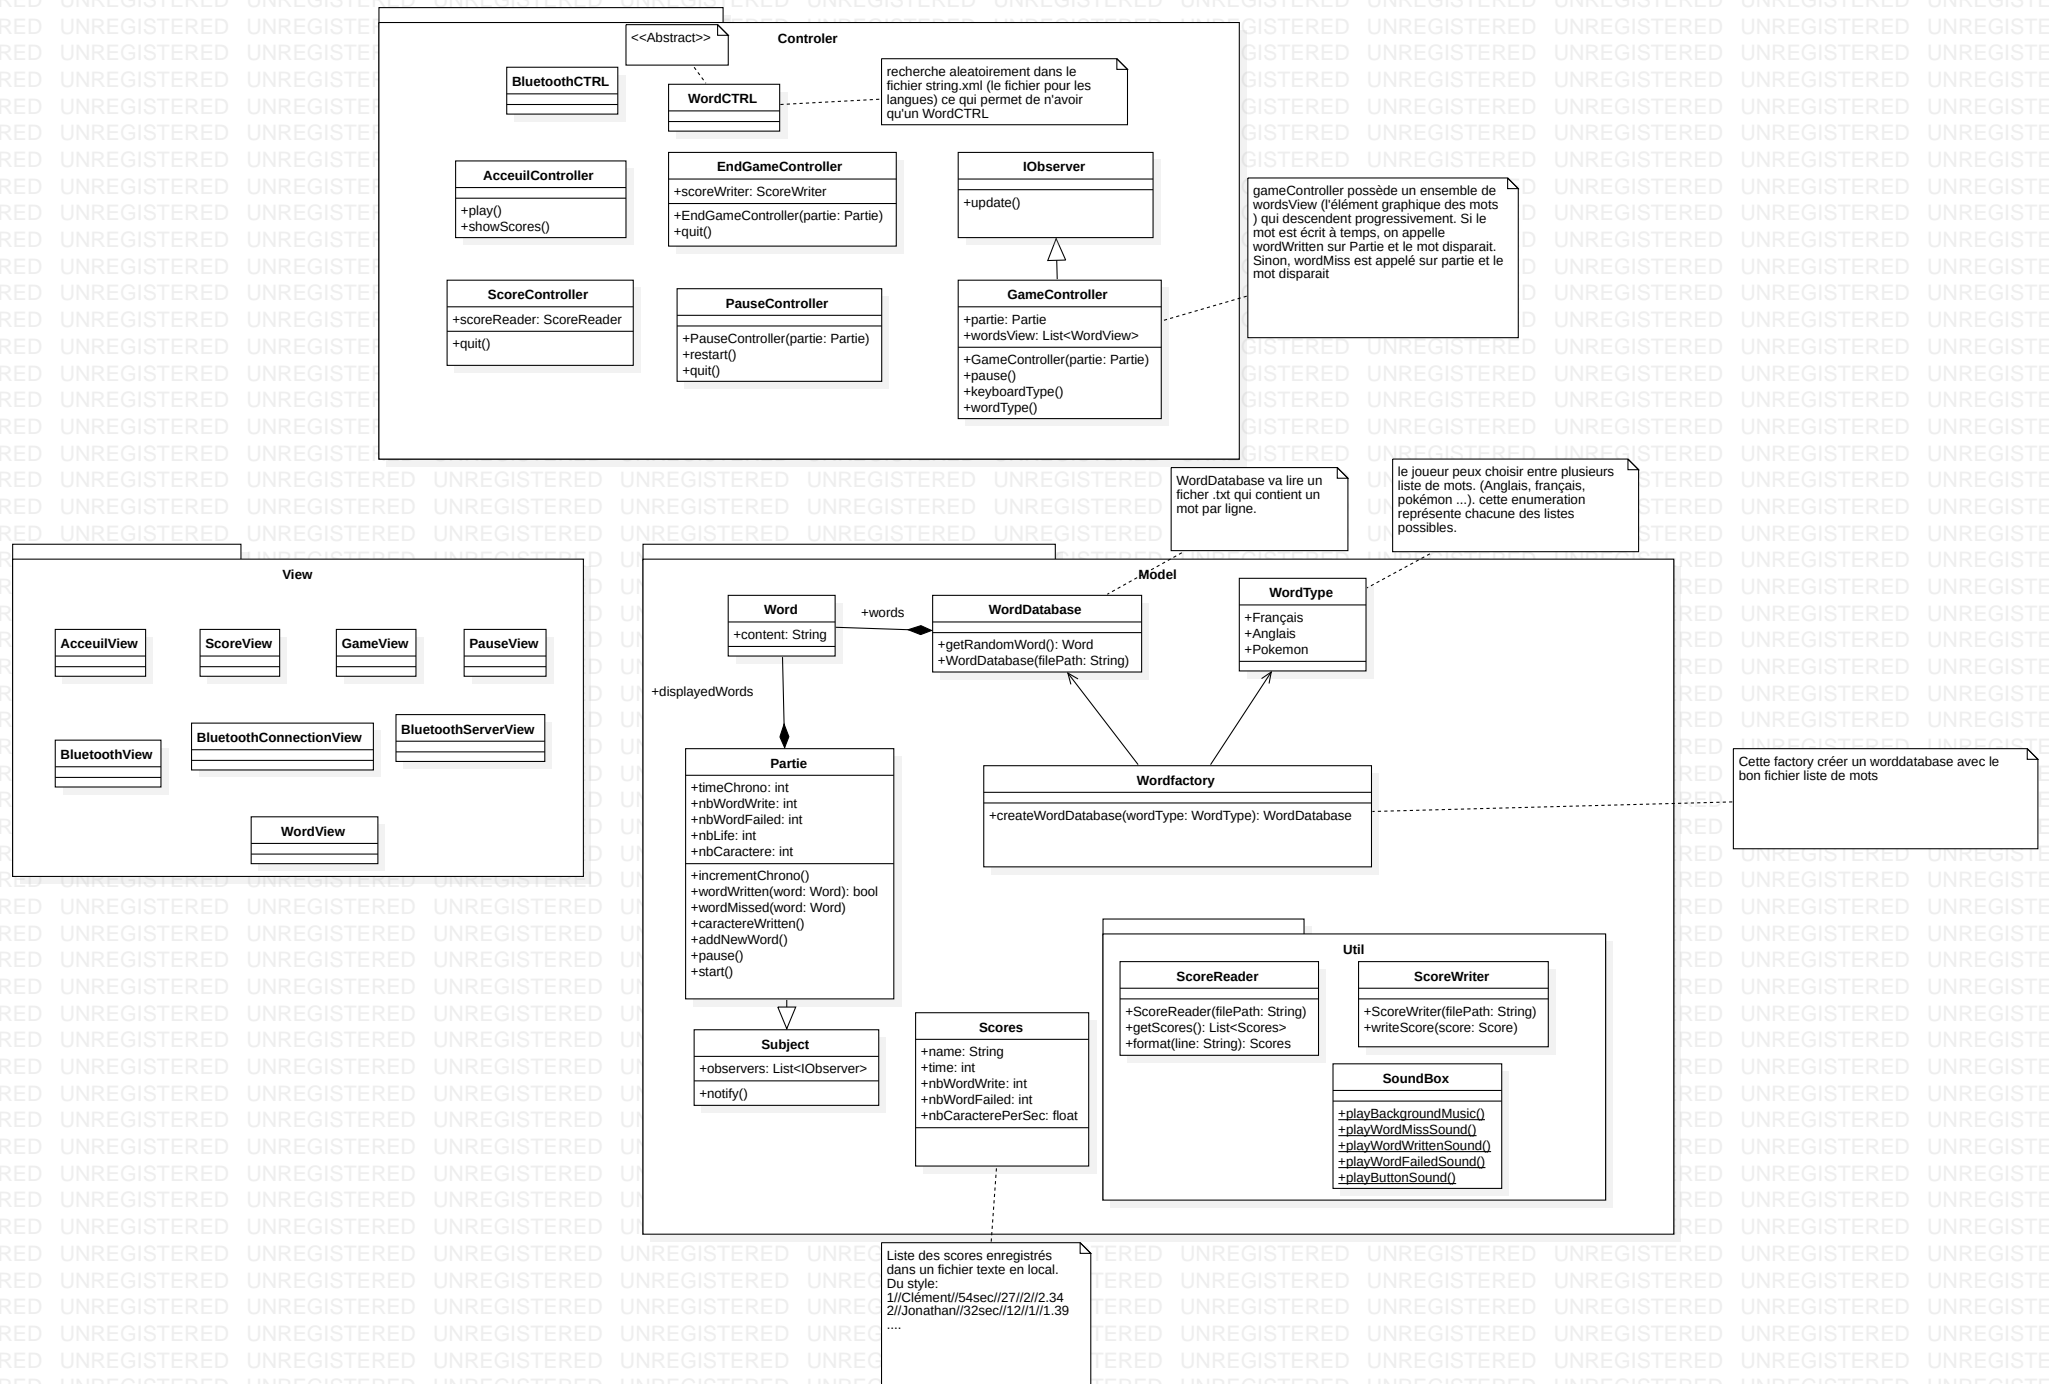 Controler
<<Abstract>>
BluetoothCTRL
WordCTRL
recherche aleatoirement dans le
fichier string.xml (le fichier pour les
langues) ce qui permet de n'avoir
qu'un WordCTRL
AcceuilController
+play()
+showScores()
EndGameController
+scoreWriter: ScoreWriter
+EndGameController(partie: Partie)
+quit()
IObserver
+update()
gameController possède un ensemble de
wordsView (l'élément graphique des mots
) qui descendent progressivement. Si le
mot est écrit à temps, on appelle
wordWritten sur Partie et le mot disparait.
Sinon, wordMiss est appelé sur partie et le
mot disparait
ScoreController
+scoreReader: ScoreReader
+quit()
PauseController
+PauseController(partie: Partie)
+restart()
+quit()
GameController
+partie: Partie
+wordsView: List<WordView>
+GameController(partie: Partie)
+pause()
+keyboardType()
+wordType()
WordDatabase va lire un
ficher .txt qui contient un
mot par ligne.
le joueur peux choisir entre plusieurs
liste de mots. (Anglais, français,
pokémon ...). cette enumeration
représente chacune des listes
possibles.
View
AcceuilView
ScoreView
GameView
PauseView
BluetoothView
BluetoothConnectionView
BluetoothServerView
WordView
Model
Word
+content: String
+words
WordDatabase
+getRandomWord(): Word
+WordDatabase(filePath: String)
WordType
+Français
+Anglais
+Pokemon
+displayedWords
Partie
+timeChrono: int
+nbWordWrite: int
+nbWordFailed: int
+nbLife: int
+nbCaractere: int
+incrementChrono()
+wordWritten(word: Word): bool
+wordMissed(word: Word)
+caractereWritten()
+addNewWord()
+pause()
+start()
Wordfactory
+createWordDatabase(wordType: WordType): WordDatabase
Cette factory créer un worddatabase avec le
bon fichier liste de mots
Subject
+observers: List<IObserver>
+notify()
Scores
+name: String
+time: int
+nbWordWrite: int
+nbWordFailed: int
+nbCaracterePerSec: float
Util
ScoreReader
+ScoreReader(filePath: String)
+getScores(): List<Scores>
+format(line: String): Scores
ScoreWriter
+ScoreWriter(filePath: String)
+writeScore(score: Score)
SoundBox
+playBackgroundMusic()
+playWordMissSound()
+playWordWrittenSound()
+playWordFailedSound()
+playButtonSound()
Liste des scores enregistrés
dans un fichier texte en local.
Du style:
1//Clément//54sec//27//2//2.34
2//Jonathan//32sec//12//1//1.39
....
UNREGISTERED